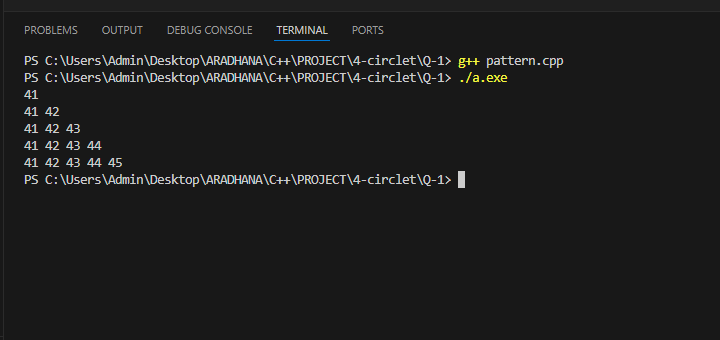 PROBLEMS OUTPUT DEBUG CONSOLE TERMINAL PORTS
PS C:\Users\Admin\Desktop\ARADHANA\C++\PROJECT\4-circlet\Q-1> g++ pattern.cpp
PS C:\Users\Admin\Desktop\ARADHANA\C++\PROJECT\4-circlet\Q-1> ./a.exe
41
41 42
41 42 43
41 42 43 44
41 42 43 44 45
PS C:\Users\Admin\Desktop\ARADHANA\C++\PROJECT\4-circlet\Q-1>